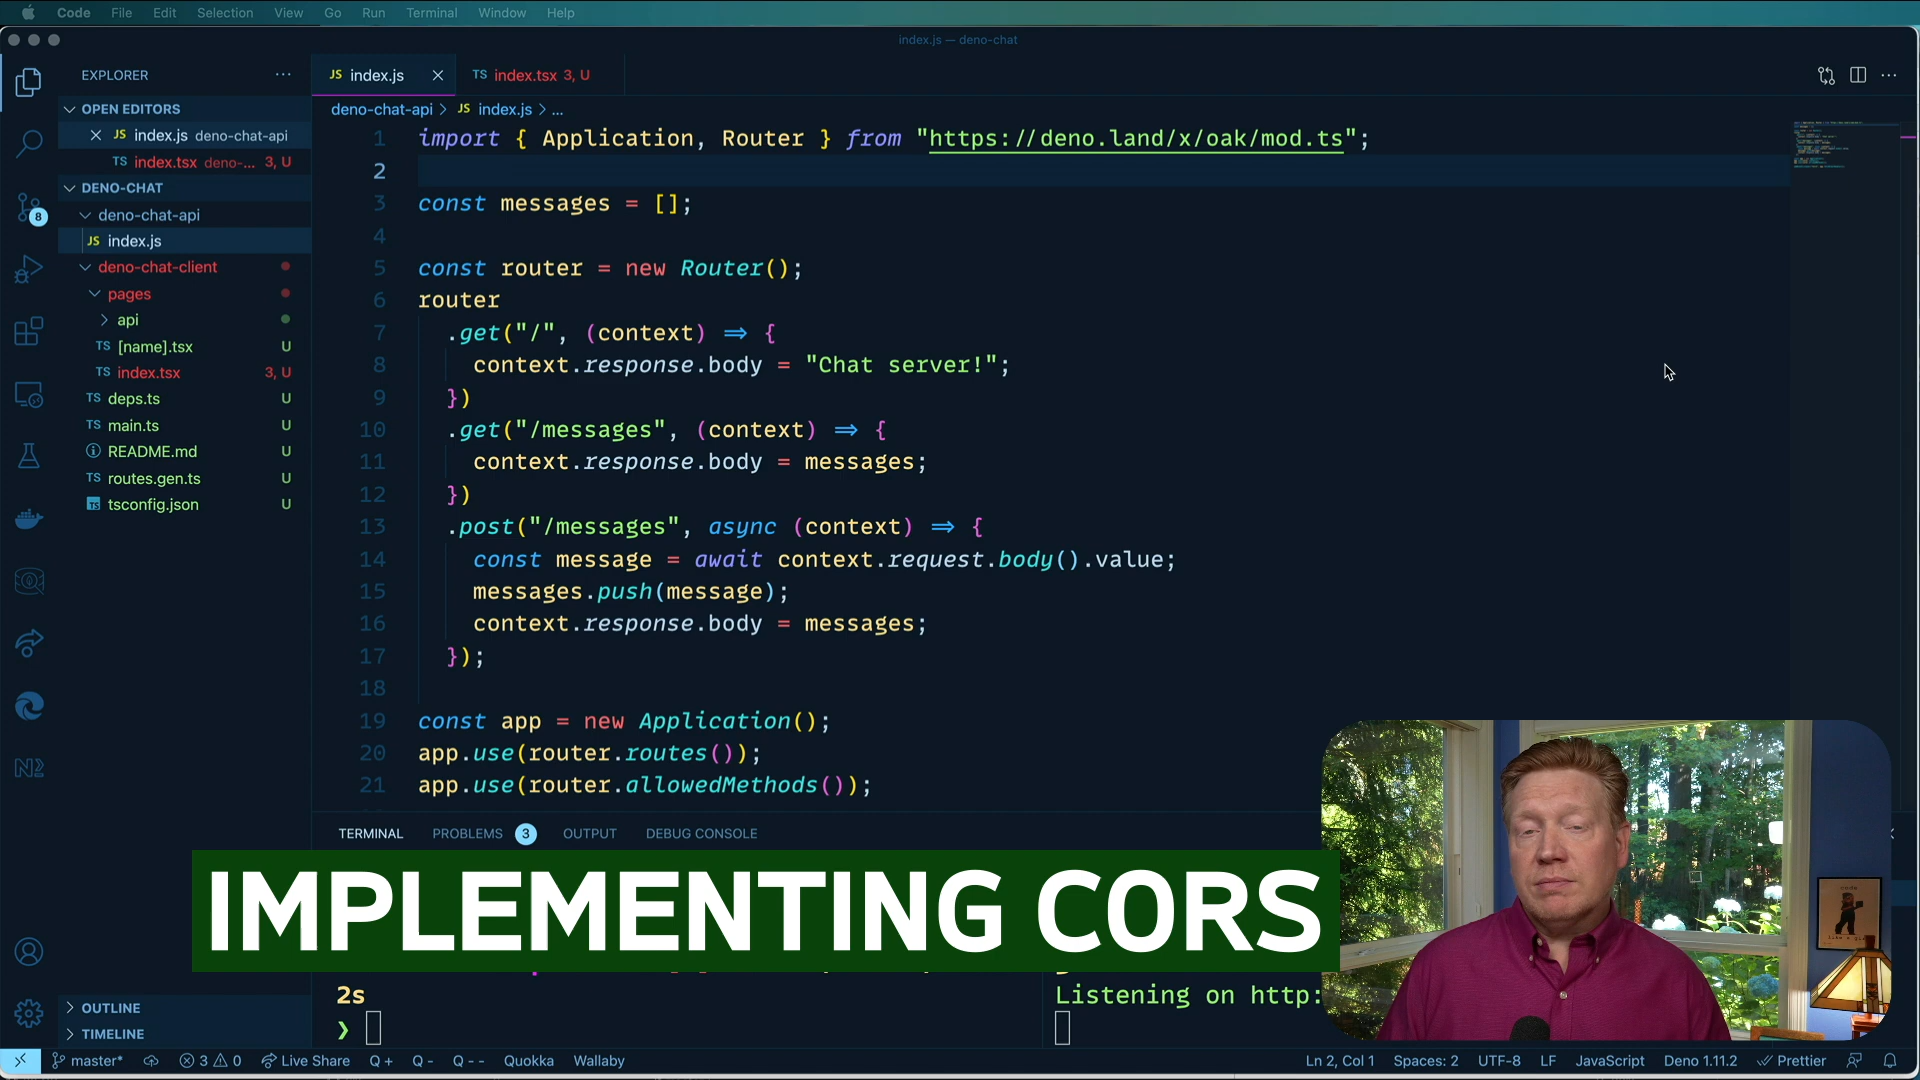 Code File Edit Selection View Go Run Terminal Window Help
index.js — deno-chat
EXPLORER
JS index.js
TS index.tsx 3, U
OPEN EDITORS
JS index.js deno-chat-api
TS index.tsx deno-... 3, U
DENO-CHAT
deno-chat-api
JS index.js
deno-chat-client
pages
api
TS [name].tsx U
TS index.tsx 3, U
TS deps.ts U
TS main.ts U
README.md U
TS routes.gen.ts U
TS tsconfig.json U
8
OUTLINE
TIMELINE
deno-chat-api > JS index.js > ...
1 import { Application, Router } from "https://deno.land/x/oak/mod.ts";
2
3 const messages = [];
4
5 const router = new Router();
6 router
7 .get("/", (context) => {
8 context.response.body = "Chat server!";
9 })
10 .get("/messages", (context) => {
11 context.response.body = messages;
12 })
13 .post("/messages", async (context) => {
14 const message = await context.request.body().value;
15 messages.push(message);
16 context.response.body = messages;
17 });
18
19 const app = new Application();
20 app.use(router.routes());
21 app.use(router.allowedMethods());
TERMINAL PROBLEMS 3 OUTPUT DEBUG CONSOLE
IMPLEMENTING CORS
2s
❯
Listening on http:
master* 3 0 Live Share Q + Q - Q - - Quokka Wallaby
Ln 2, Col 1 Spaces: 2 UTF-8 LF JavaScript Deno 1.11.2 Prettier